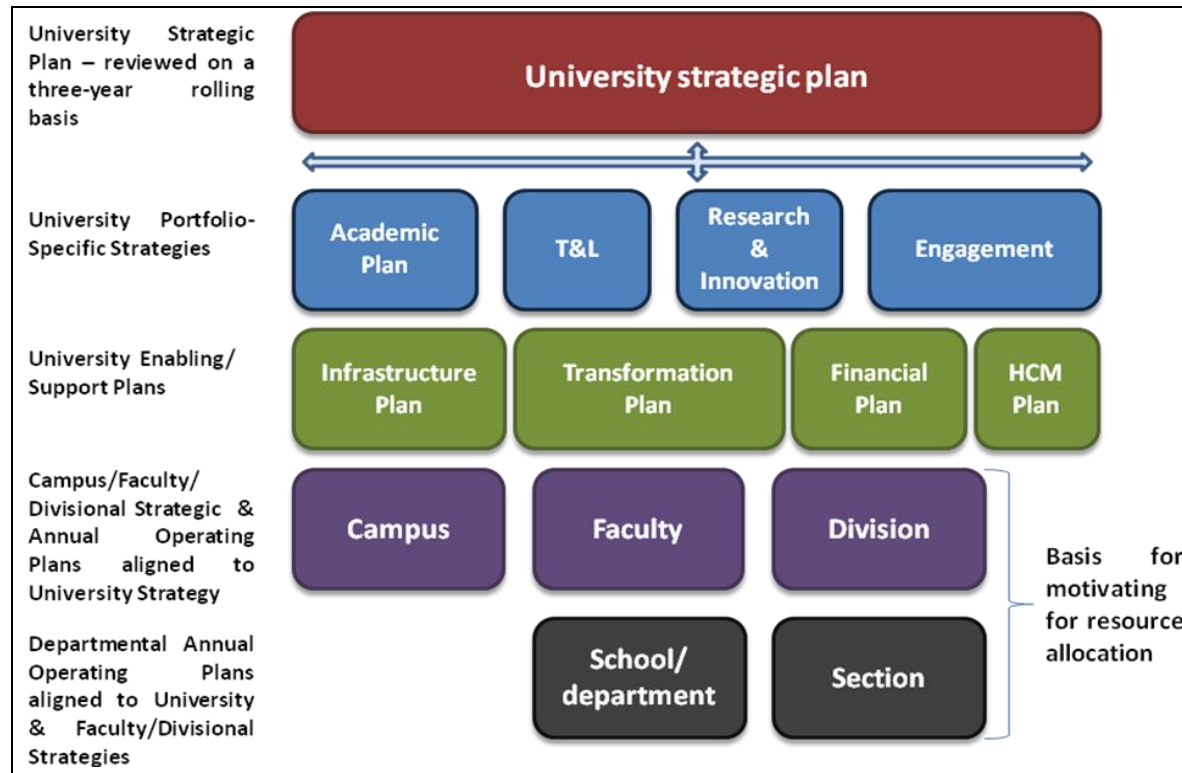 University Strategic
Plan – reviewed on a
three-year rolling
basis
University strategic plan
University Portfolio-
Specific Strategies
Academic
Plan
T&L
Research
&
Innovation
Engagement
University Enabling/
Support Plans
Infrastructure
Plan
Transformation
Plan
Financial
Plan
HCM
Plan
Campus/Faculty/
Divisional Strategic &
Annual Operating
Plans aligned to
University Strategy
Campus
Faculty
Division
Basis for
motivating
for resource
allocation
Departmental Annual
Operating Plans
aligned to University
& Faculty/Divisional
Strategies
School/
department
Section